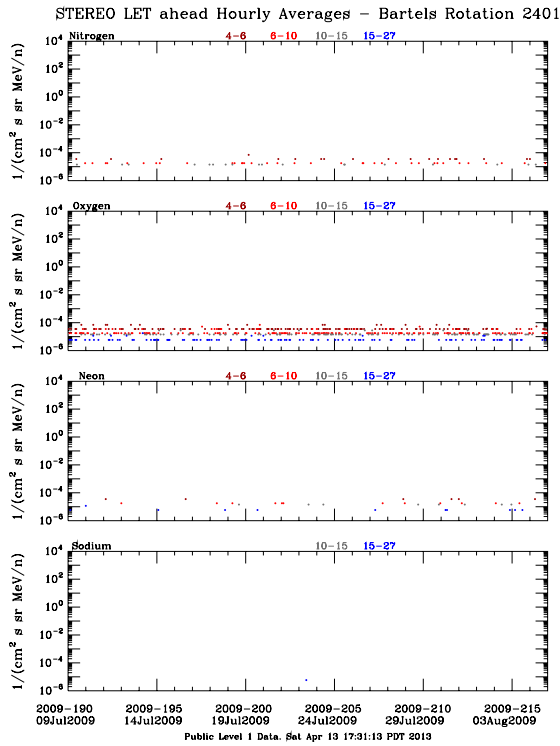 STEREO LET ahead Hourly Averages – Bartels Rotation 2401
Nitrogen 4–6 6–10 10–15 15–27
10^4
10^2
10^0
10^-2
10^-4
10^-6
1/(cm^2 s sr MeV/n)
Oxygen 4–6 6–10 10–15 15–27
10^4
10^2
10^0
10^-2
10^-4
10^-6
1/(cm^2 s sr MeV/n)
Neon 4–6 6–10 10–15 15–27
10^4
10^2
10^0
10^-2
10^-4
10^-6
1/(cm^2 s sr MeV/n)
Sodium 10–15 15–27
10^4
10^2
10^0
10^-2
10^-4
10^-6
1/(cm^2 s sr MeV/n)
2009–190 2009–195 2009–200 2009–205 2009–210 2009–215
09Jul2009 14Jul2009 19Jul2009 24Jul2009 29Jul2009 03Aug2009
Public Level 1 Data. Sat Apr 13 17:31:13 PDT 2013